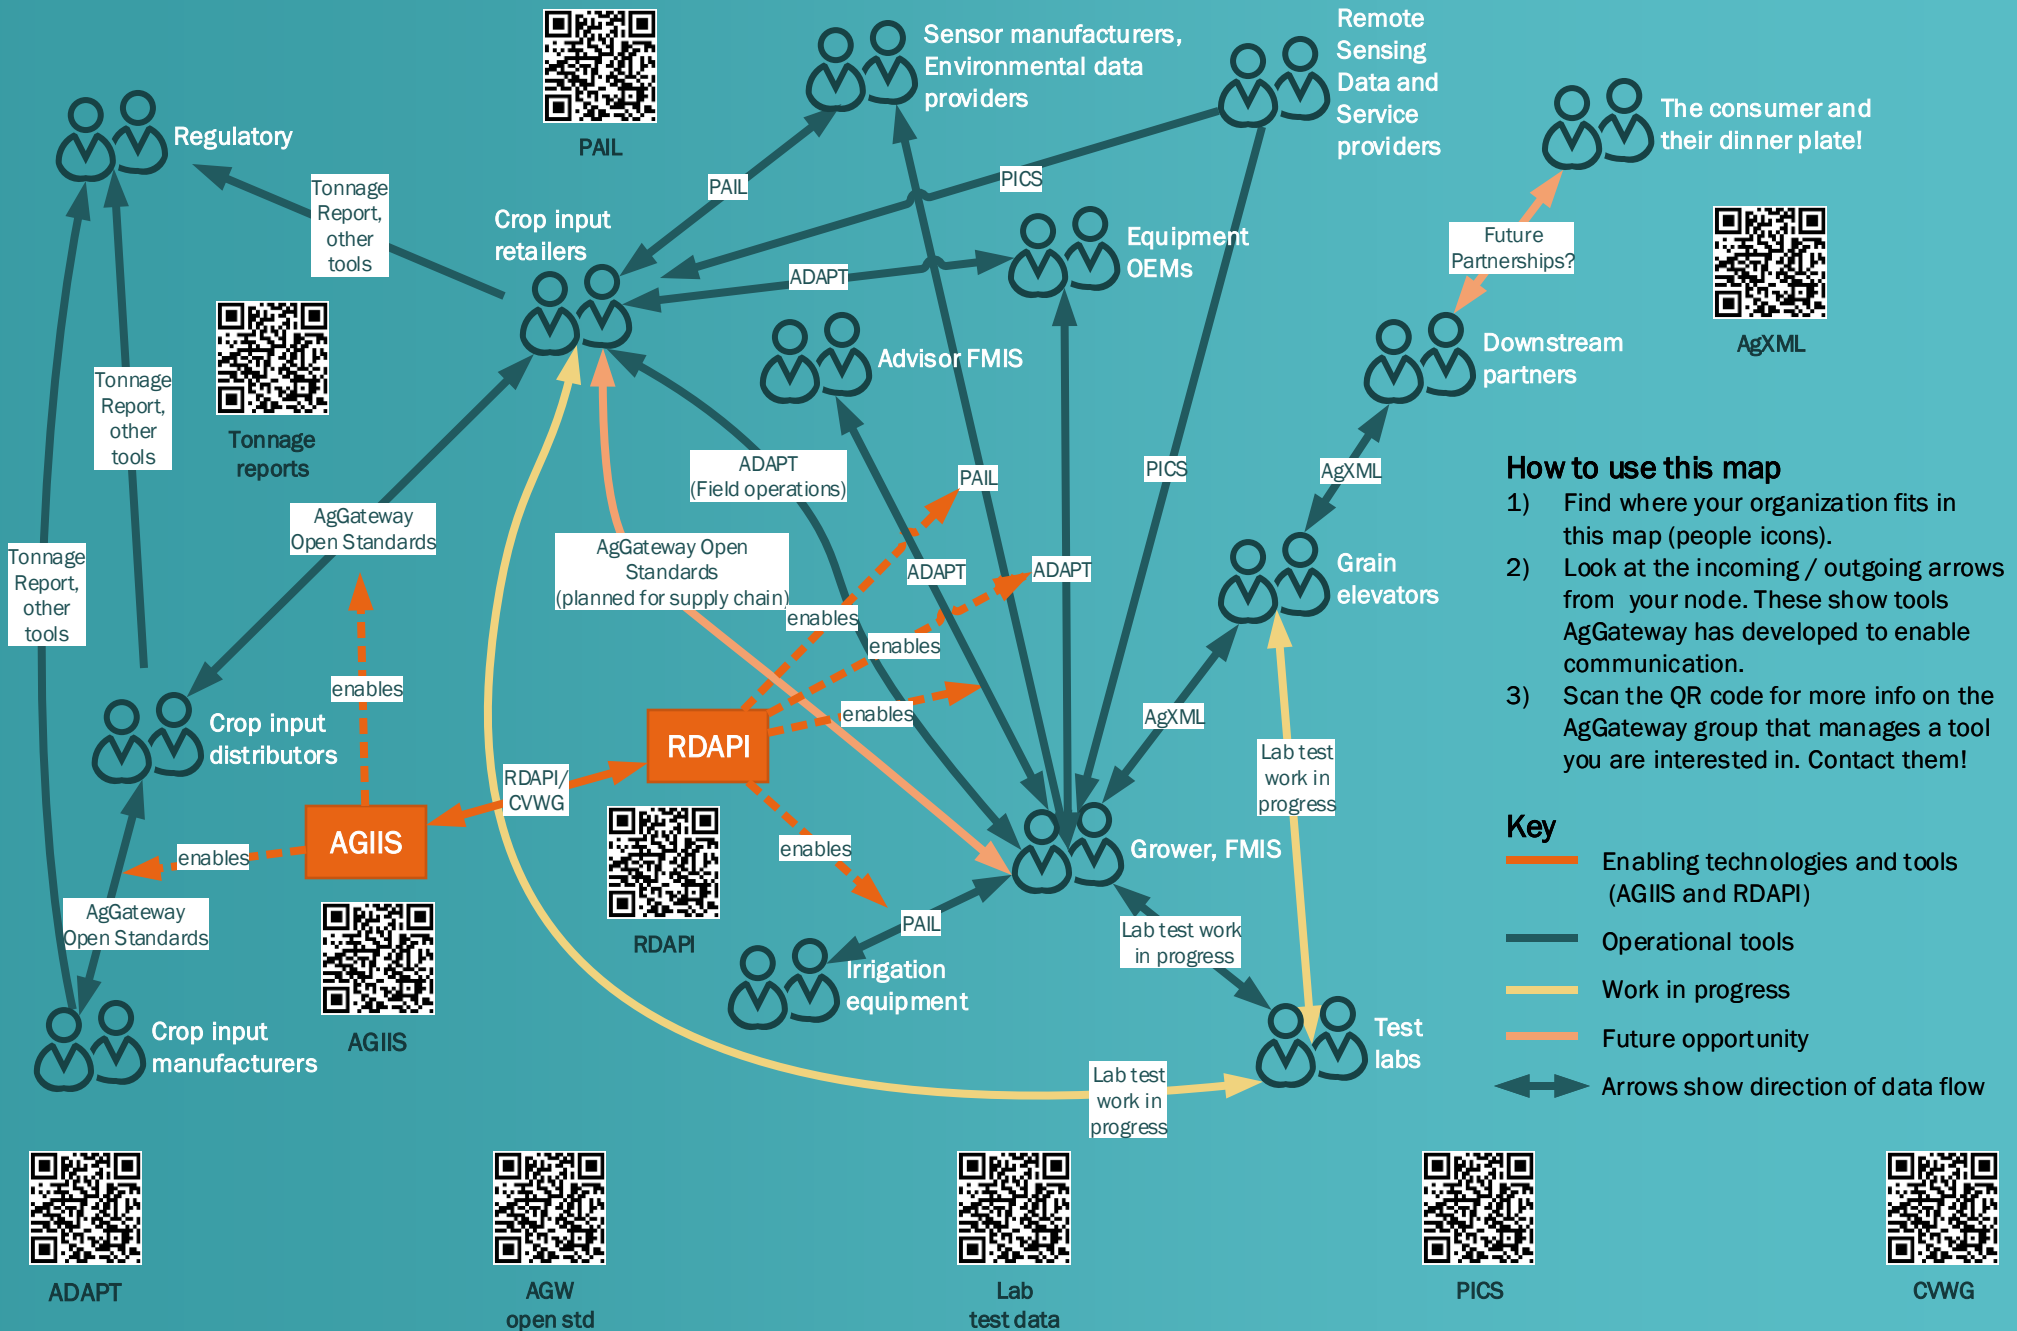 Remote
Sensing
Data and
Service
providers
Sensor manufacturers,
Environmental data
providers
The consumer and
their dinner plate!
Regulatory
PAIL
Tonnage
Report,
other
tools
PAIL
PICS
Crop input
retailers
Equipment
OEMs
Future
Partnerships?
ADAPT
AgXML
Advisor FMIS
Downstream
partners
Tonnage
Report,
other
tools
Tonnage
reports
ADAPT
(Field operations)
PAIL
PICS
AgXML
How to use this map
1) Find where your organization fits in
this map (people icons).
2) Look at the incoming / outgoing arrows
from your node. These show tools
AgGateway has developed to enable
communication.
3) Scan the QR code for more info on the
AgGateway group that manages a tool
you are interested in. Contact them!
AgGateway
Open Standards
Tonnage
Report,
other
tools
AgGateway Open
Standards
(planned for supply chain)
ADAPT
ADAPT
Grain
elevators
enables
enables
enables
enables
AgXML
Crop input
distributors
RDAPI
RDAPI/
CVWG
Lab test
work in
progress
AGIIS
enables
enables
Grower, FMIS
Key
Enabling technologies and tools
(AGIIS and RDAPI)
Operational tools
Work in progress
Future opportunity
Arrows show direction of data flow
AgGateway
Open Standards
RDAPI
PAIL
Lab test work
in progress
Irrigation
equipment
Crop input
manufacturers
AGIIS
Test
labs
Lab test
work in
progress
ADAPT
AGW
open std
Lab
test data
PICS
CVWG